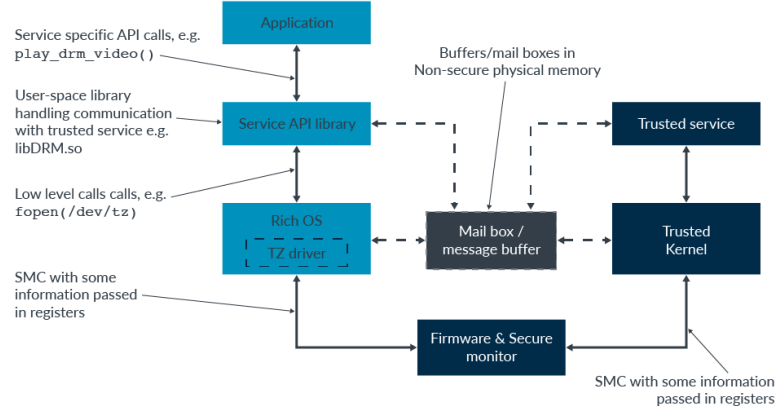 Application
Service specific API calls, e.g.
play_drm_video()
Buffers/mail boxes in
Non-secure physical memory
User-space library
handling communication
with trusted service e.g.
libDRM.so
Service API library
Trusted service
Low level calls calls, e.g.
fopen(/dev/tz)
Rich OS
TZ driver
Mail box /
message buffer
Trusted
Kernel
SMC with some
information passed
in registers
Firmware & Secure
monitor
SMC with some information
passed in registers